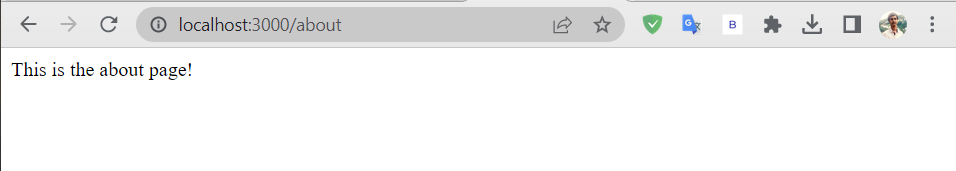 localhost:3000/about
B
This is the about page!